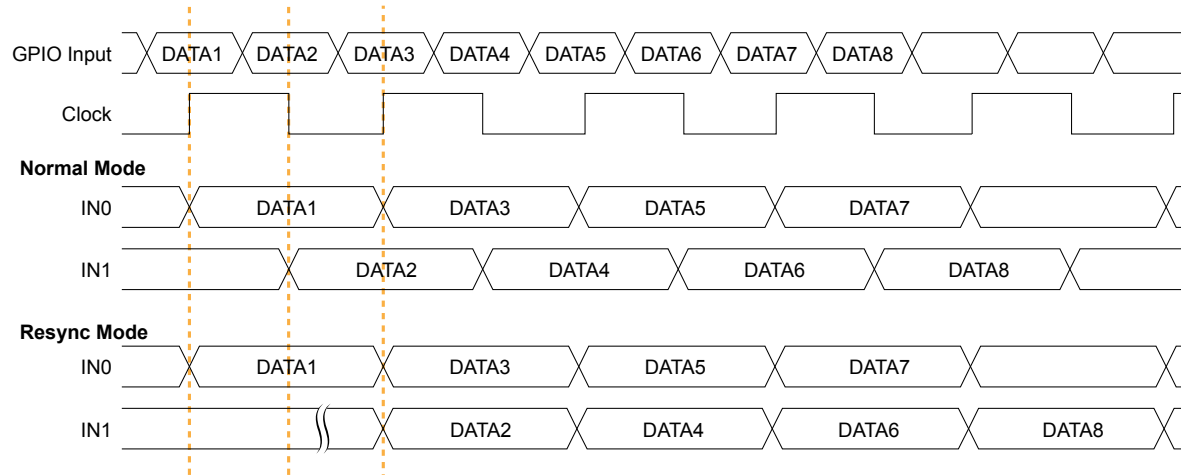 GPIO Input DATA1 DATA2 DATA3 DATA4 DATA5 DATA6 DATA7 DATA8
Clock
Normal Mode
IN0 DATA1 DATA3 DATA5 DATA7
IN1 DATA2 DATA4 DATA6 DATA8
Resync Mode
IN0 DATA1 DATA3 DATA5 DATA7
IN1 DATA2 DATA4 DATA6 DATA8